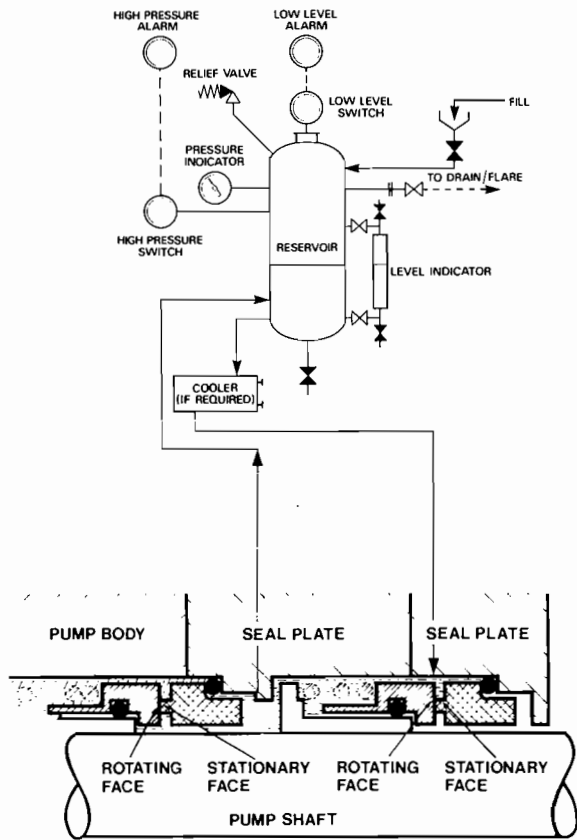 HIGH PRESSURE
ALARM
LOW LEVEL
ALARM
RELIEF VALVE
LOW LEVEL
SWITCH
FILL
PRESSURE
INDICATOR
TO DRAIN/FLARE
HIGH PRESSURE
SWITCH
RESERVOIR
LEVEL INDICATOR
COOLER
(IF REQUIRED)
PUMP BODY
SEAL PLATE
SEAL PLATE
ROTATING
FACE
STATIONARY
FACE
ROTATING
FACE
STATIONARY
FACE
PUMP SHAFT